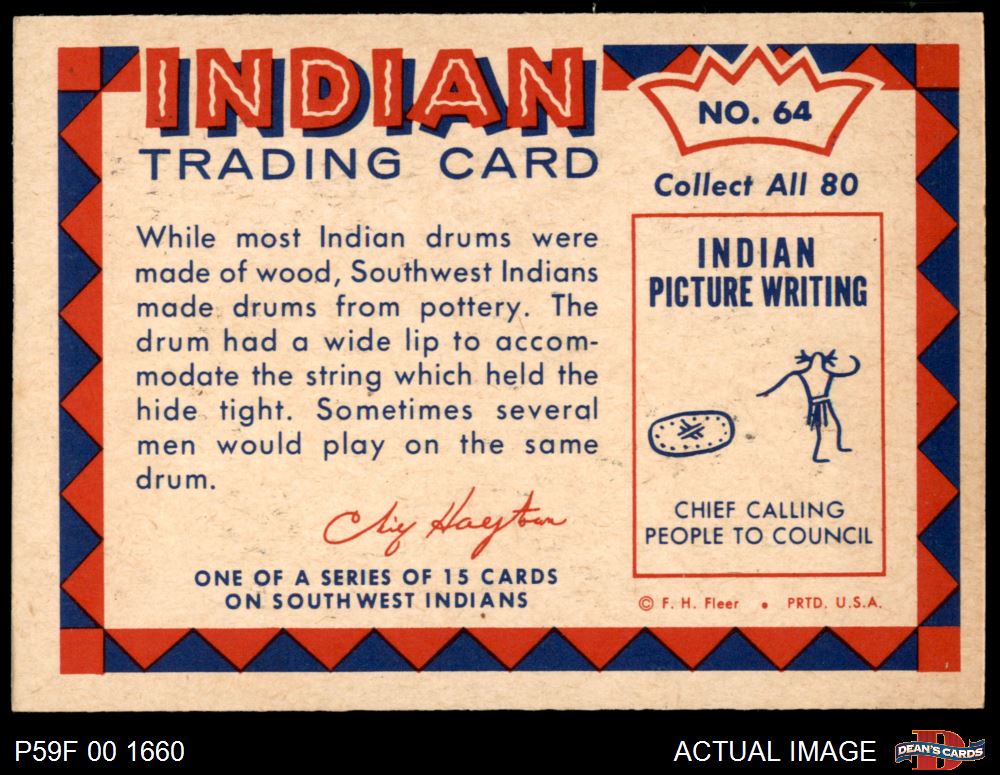 INDIAN
TRADING CARD
NO. 64
Collect All 80
While most Indian drums were
made of wood, Southwest Indians
made drums from pottery. The
drum had a wide lip to accom-
modate the string which held the
hide tight. Sometimes several
men would play on the same
drum.
Chief Hagstrom
ONE OF A SERIES OF 15 CARDS
ON SOUTHWEST INDIANS
INDIAN
PICTURE WRITING
CHIEF CALLING
PEOPLE TO COUNCIL
© F. H. Fleer • PRTD. U.S.A.
P59F 00 1660
ACTUAL IMAGE
DEAN'S CARDS